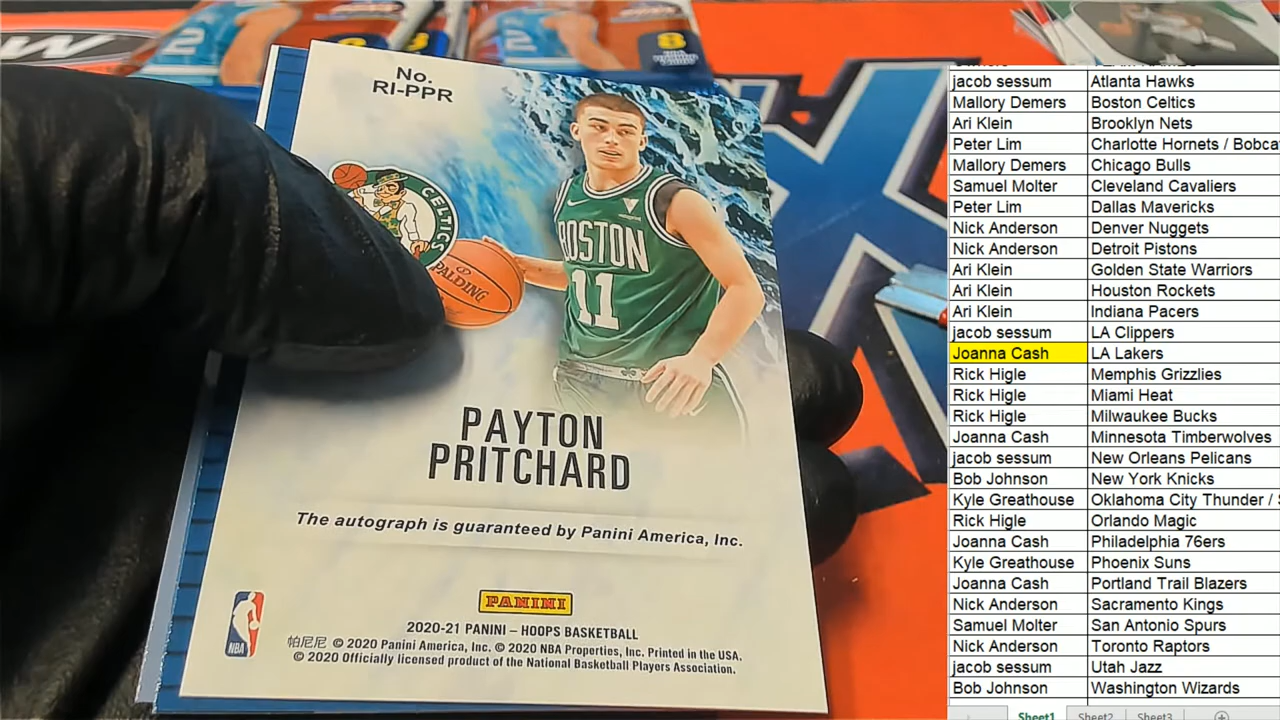 No.
RI-PPR
CELTICS
SPALDING
BOSTON
11
PAYTON
PRITCHARD
The autograph is guaranteed by Panini America, Inc.
PANINI
2020-21 PANINI – HOOPS BASKETBALL
帕尼尼 © 2020 Panini America, Inc. © 2020 NBA Properties, Inc. Printed in the USA.
© 2020 Officially licensed product of the National Basketball Players Association.
NBA
jacob sessum Atlanta Hawks
Mallory Demers Boston Celtics
Ari Klein Brooklyn Nets
Peter Lim Charlotte Hornets / Bobca
Mallory Demers Chicago Bulls
Samuel Molter Cleveland Cavaliers
Peter Lim Dallas Mavericks
Nick Anderson Denver Nuggets
Nick Anderson Detroit Pistons
Ari Klein Golden State Warriors
Ari Klein Houston Rockets
Ari Klein Indiana Pacers
jacob sessum LA Clippers
Joanna Cash LA Lakers
Rick Higle Memphis Grizzlies
Rick Higle Miami Heat
Rick Higle Milwaukee Bucks
Joanna Cash Minnesota Timberwolves
jacob sessum New Orleans Pelicans
Bob Johnson New York Knicks
Kyle Greathouse Oklahoma City Thunder /
Rick Higle Orlando Magic
Joanna Cash Philadelphia 76ers
Kyle Greathouse Phoenix Suns
Joanna Cash Portland Trail Blazers
Nick Anderson Sacramento Kings
Samuel Molter San Antonio Spurs
Nick Anderson Toronto Raptors
jacob sessum Utah Jazz
Bob Johnson Washington Wizards
Sheet1 Sheet2 Sheet3